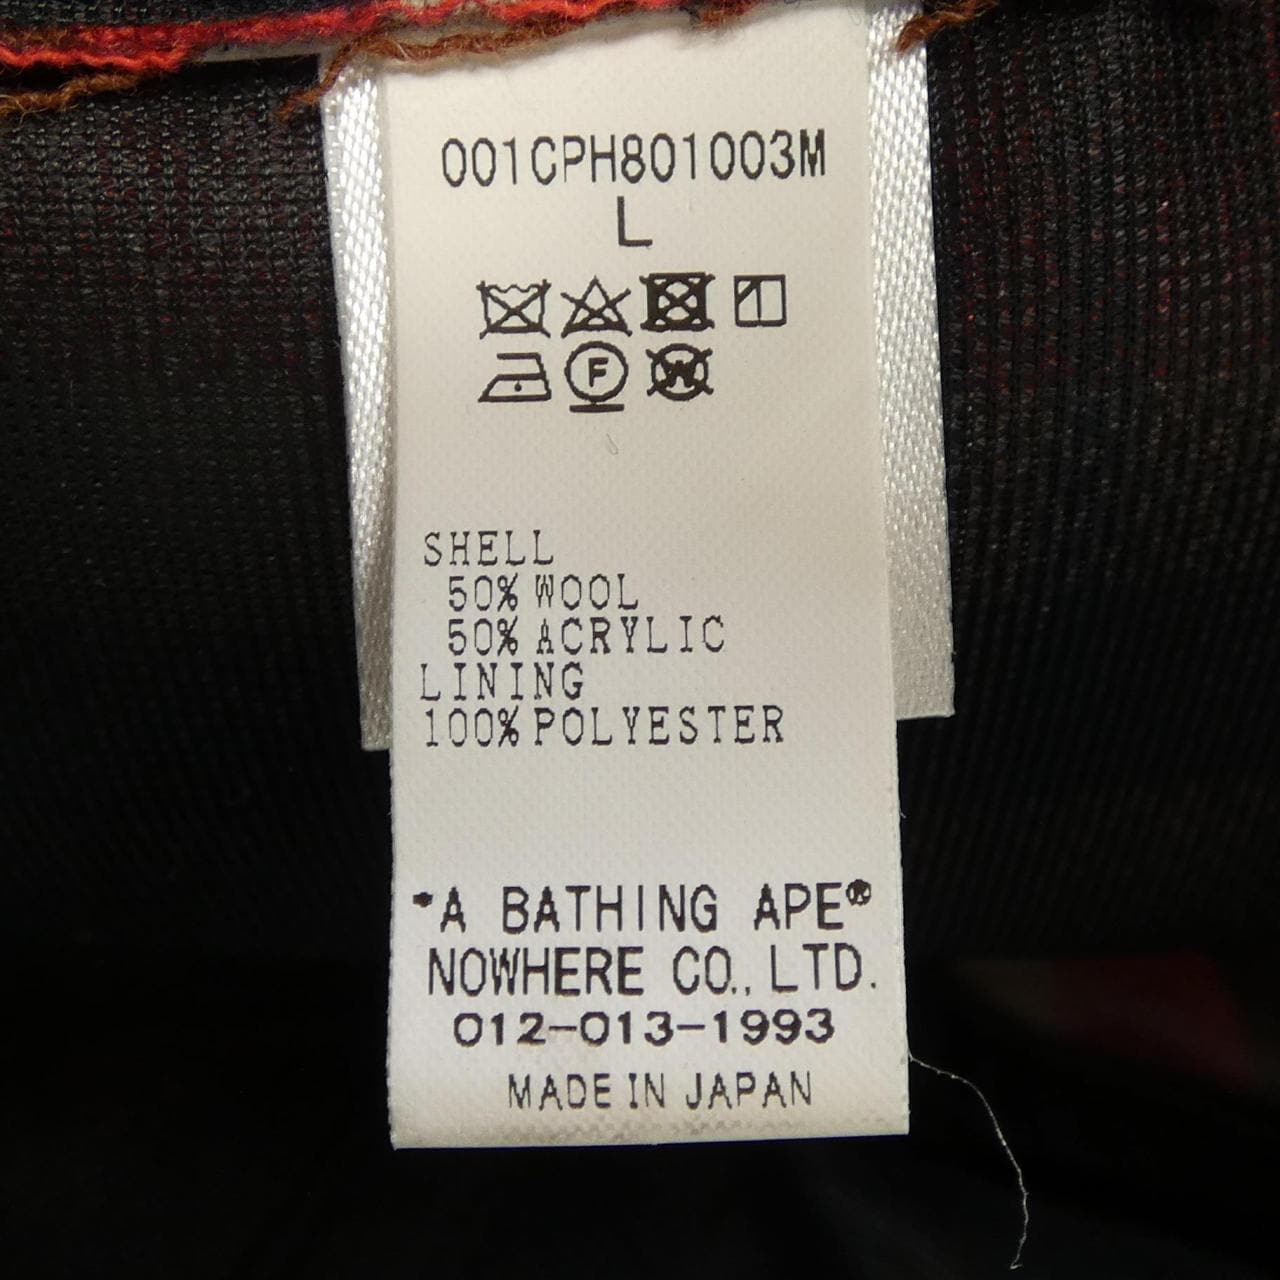 001CPH801003M
L
F
W
SHELL
50% WOOL
50% ACRYLIC
LINING
100% POLYESTER
"A BATHING APE®
NOWHERE CO., LTD.
012-013-1993
MADE IN JAPAN